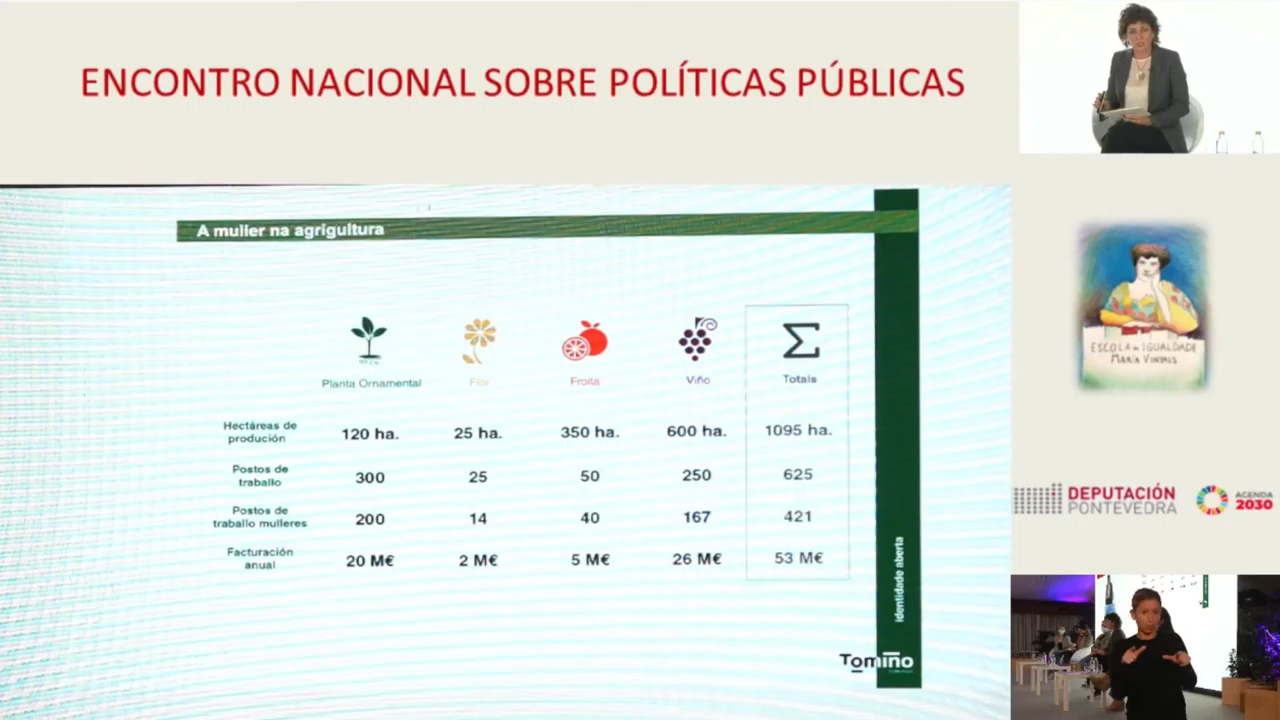 ENCONTRO NACIONAL SOBRE POLÍTICAS PÚBLICAS
A muller na agrigultura
Planta Ornamental
Flor
Froita
Viño
Totais
Hectáreas de
produción
120 ha.
25 ha.
350 ha.
600 ha.
1095 ha.
Postos de
traballo
300
25
50
250
625
Postos de
traballo mulleres
200
14
40
167
421
Facturación
anual
20 M€
2 M€
5 M€
26 M€
53 M€
identidade aberta
Tomiño
ESCOLA de IGUALDADE
MARÍA VINYALS
DEPUTACIÓN
PONTEVEDRA
AGENDA
2030